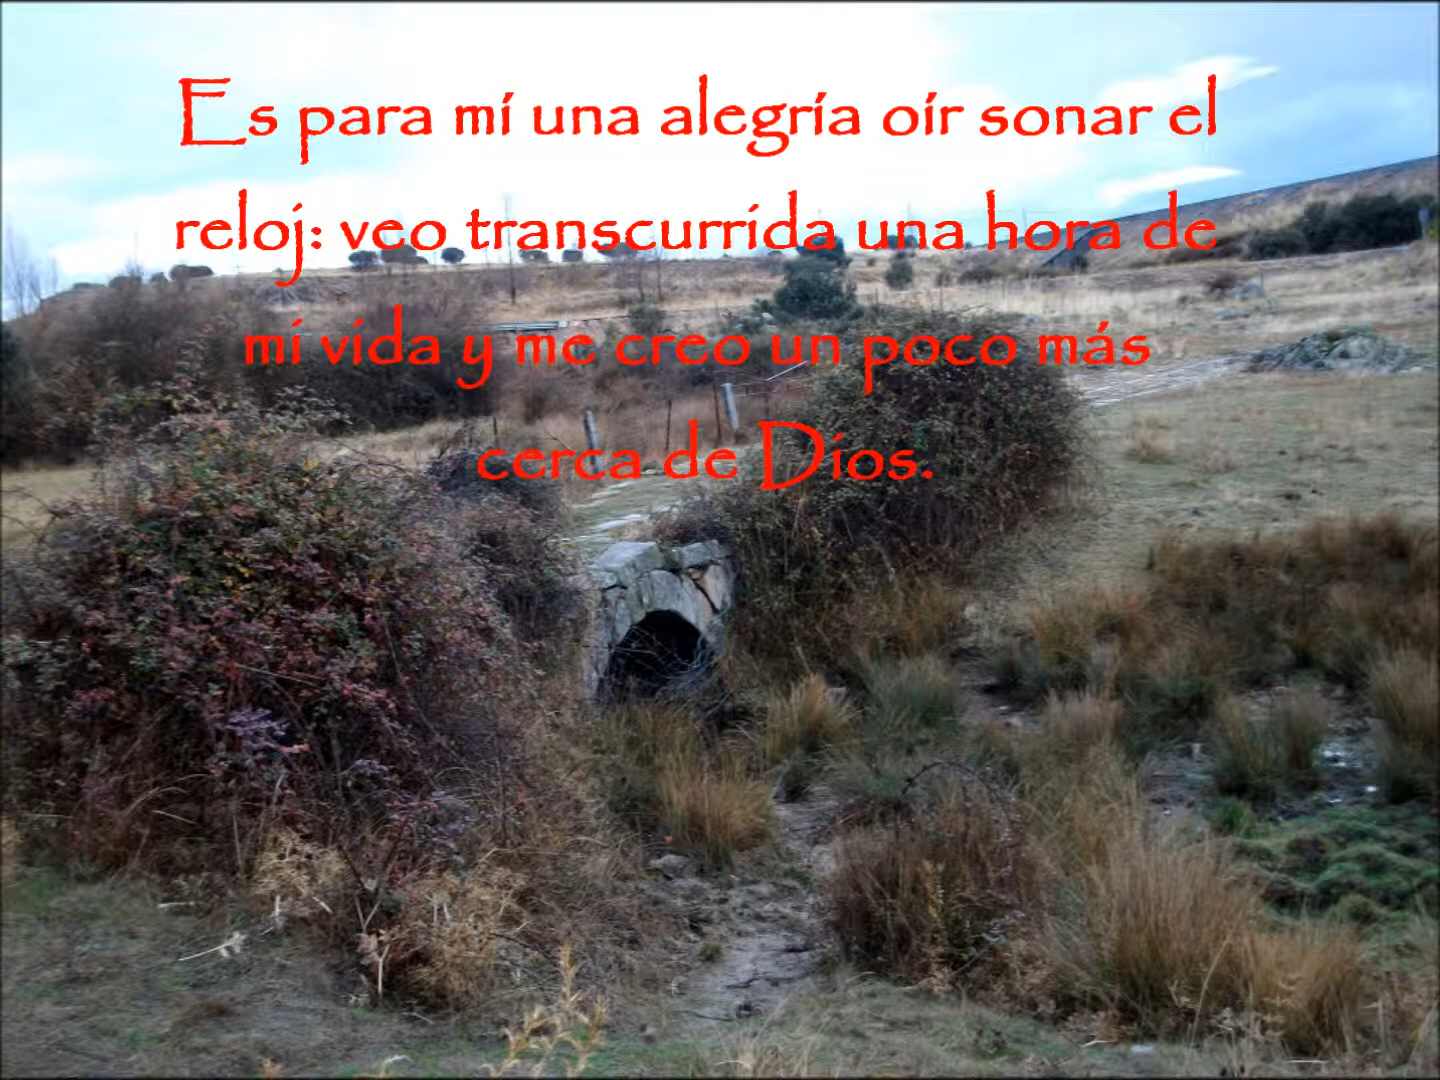 Es para mí una alegría oír sonar el
reloj: veo transcurrida una hora de
mi vida y me creo un poco más
cerca de Dios.